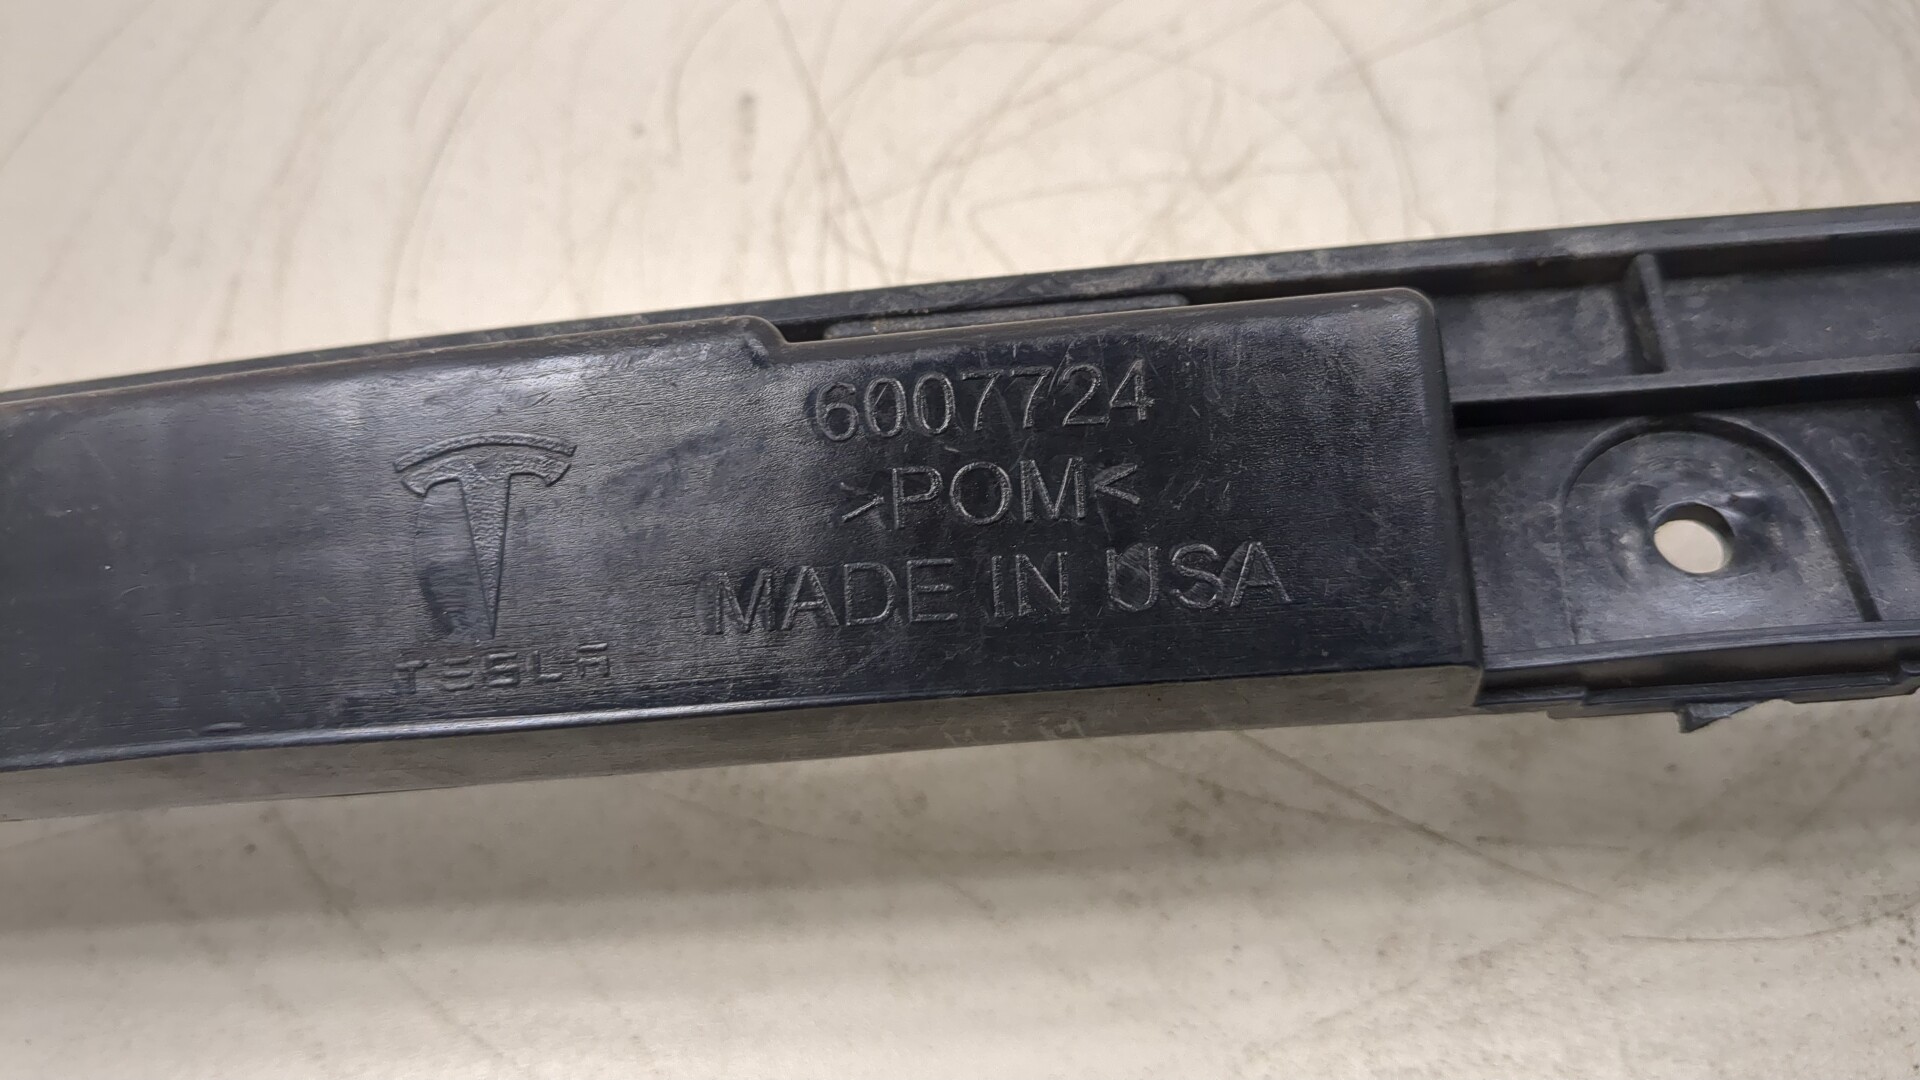 6007724
>POM<
MADE IN USA
TESLA